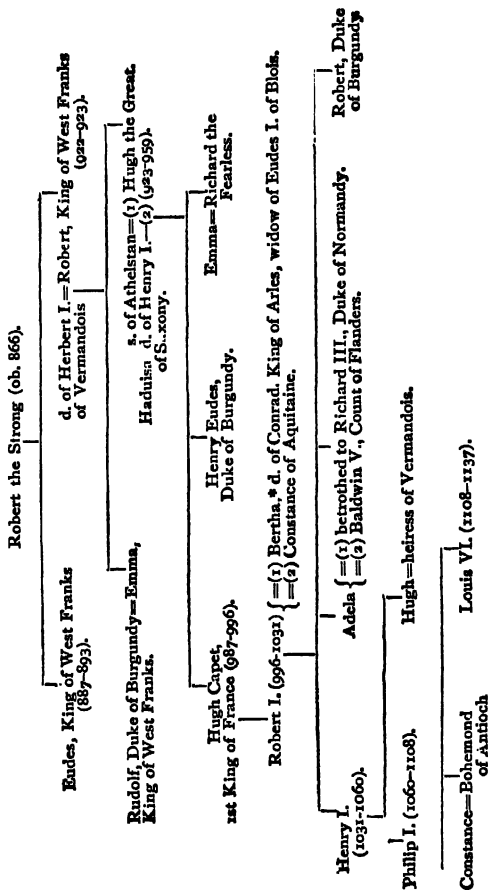 Robert the Strong (ob. 866).
Eudes, King of West Franks
(887–893).
d. of Herbert I.=Robert, King of West Franks
of Vermandois (922–923)
Rudolf, Duke of Burgundy=Emma,
King of West Franks.
s. of Athelstan=(1) Hugh the Great.
Haduisa d. of Henry I.—(2) (923-959).
of S..xony.
Hugh Capet,
1st King of France (987-996).
Henry Eudes,
Duke of Burgundy.
Emma=Richard the
Fearless.
Robert I. (996-1031) {=(1) Bertha,* d. of Conrad. King of Arles, widow of Eudes I. of Blois.
{=(2) Constance of Aquitaine.
Henry I.
(1031-1060).
Adela {=(1) betrothed to Richard III., Duke of Normandy.
{=(2) Baldwin V., Count of Flanders.
Robert, Duke
of Burgundy
Philip I. (1060–1108).
Hugh=heiress of Vermandois.
Constance=Bohemond
of Antioch
Louis VI. (1108–1137).